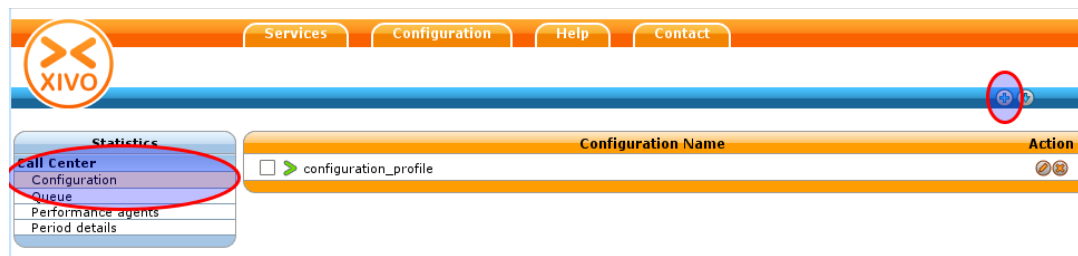 Services Configuration Help Contact
XIVO
Statistics
Call Center
Configuration
Queue
Performance agents
Period details
Configuration Name Action
configuration_profile